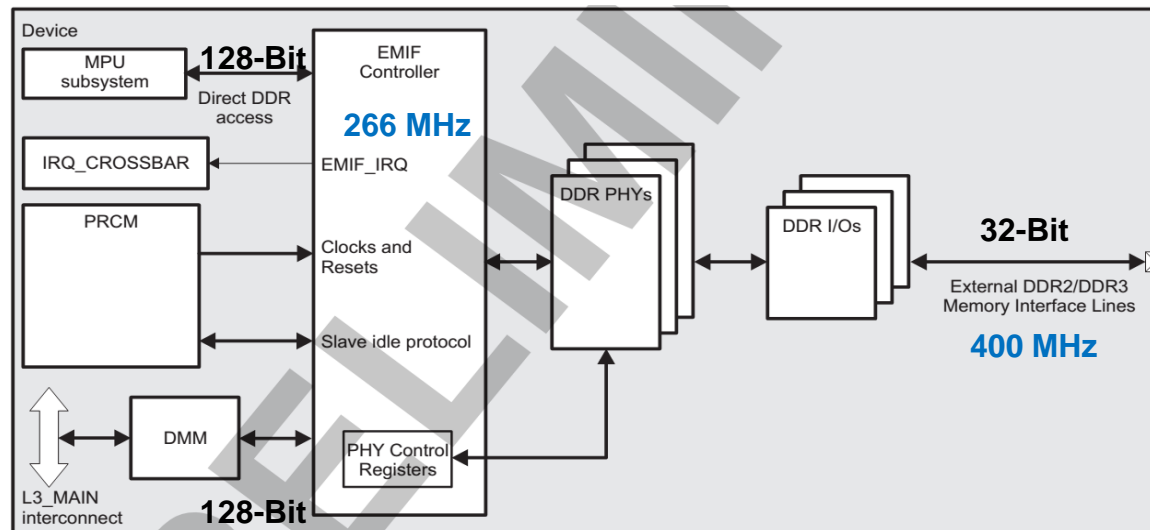 Device
MPU
subsystem
128-Bit
Direct DDR
access
EMIF
Controller
266 MHz
IRQ_CROSSBAR
EMIF_IRQ
PRCM
Clocks and
Resets
Slave idle protocol
DDR PHYs
DDR I/Os
32-Bit
External DDR2/DDR3
Memory Interface Lines
400 MHz
DMM
PHY Control
Registers
L3_MAIN
interconnect
128-Bit